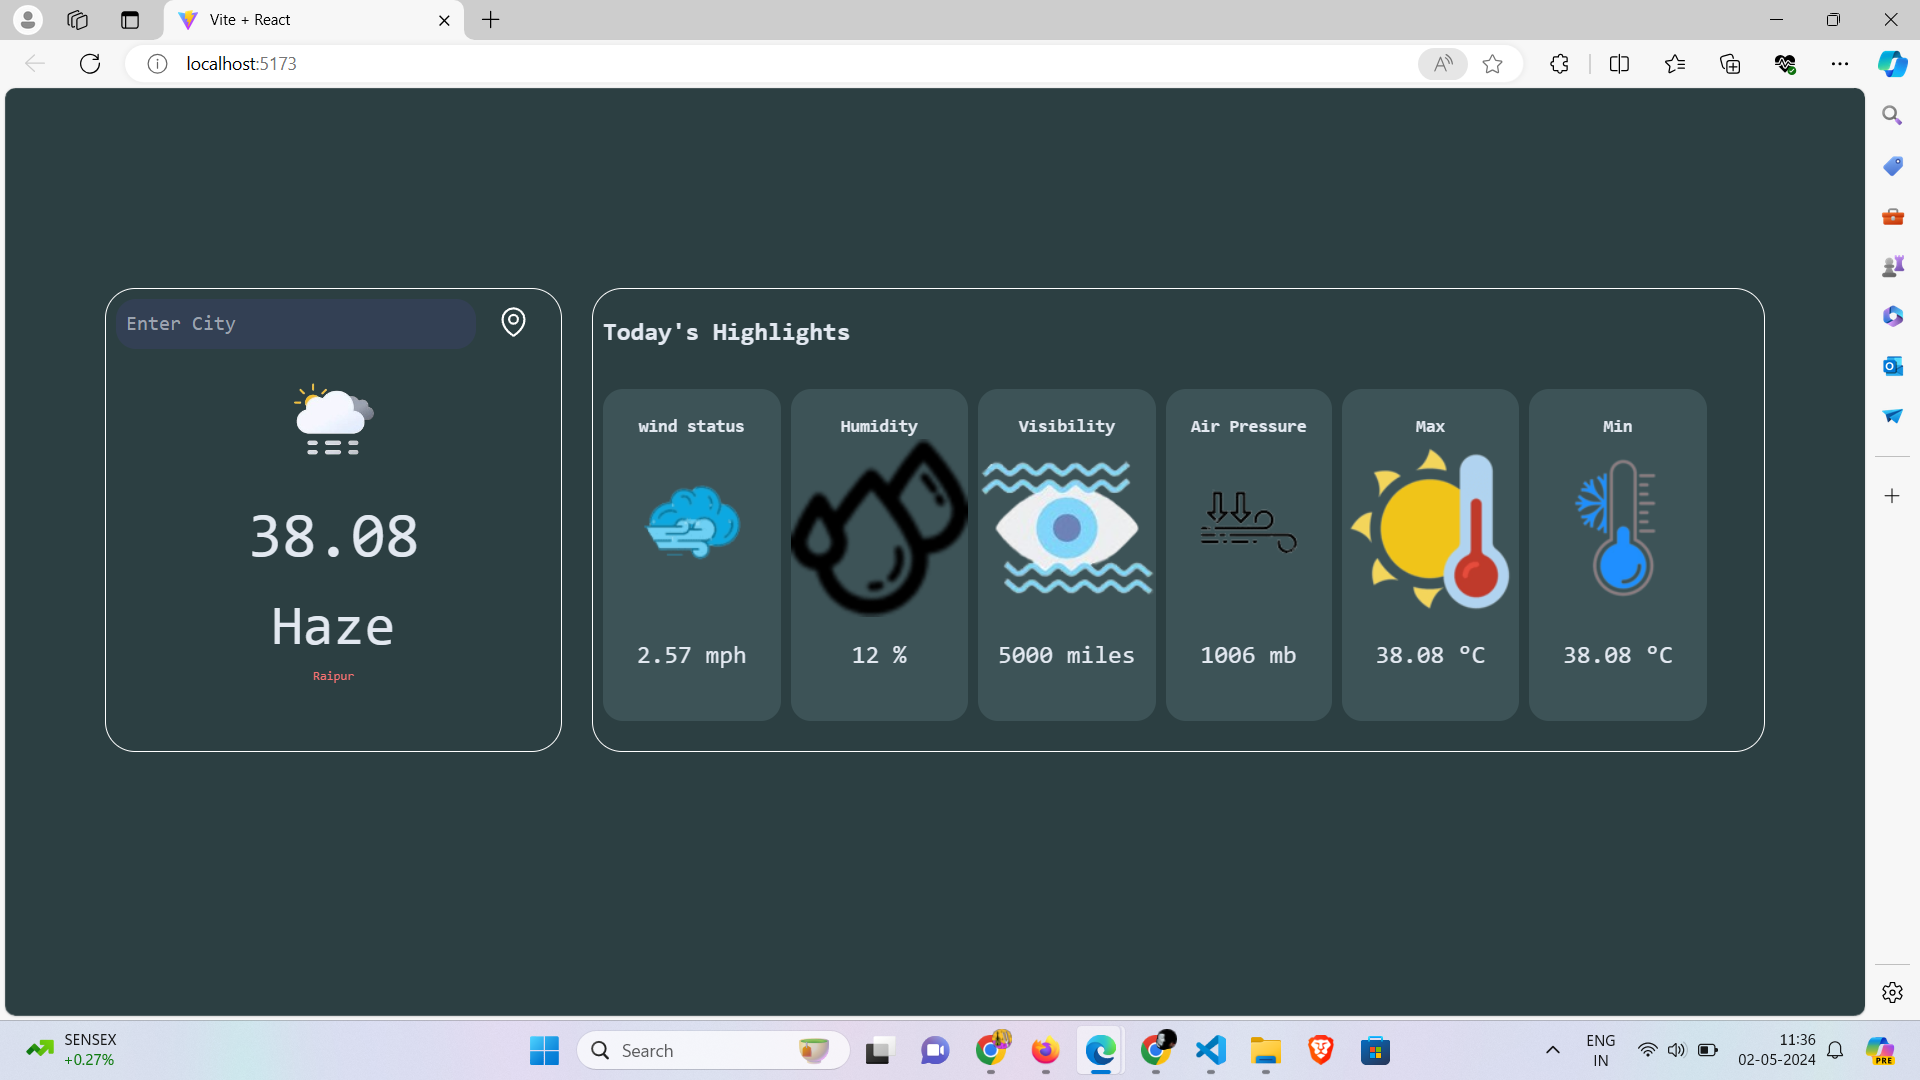 Vite + React
localhost:5173
Enter City
38.08
Haze
Raipur
Today's Highlights
wind status
2.57 mph
Humidity
12 %
Visibility
5000 miles
Air Pressure
1006 mb
Max
38.08 °C
Min
38.08 °C
SENSEX
+0.27%
Search
ENG
IN
11:36
02-05-2024
PRE